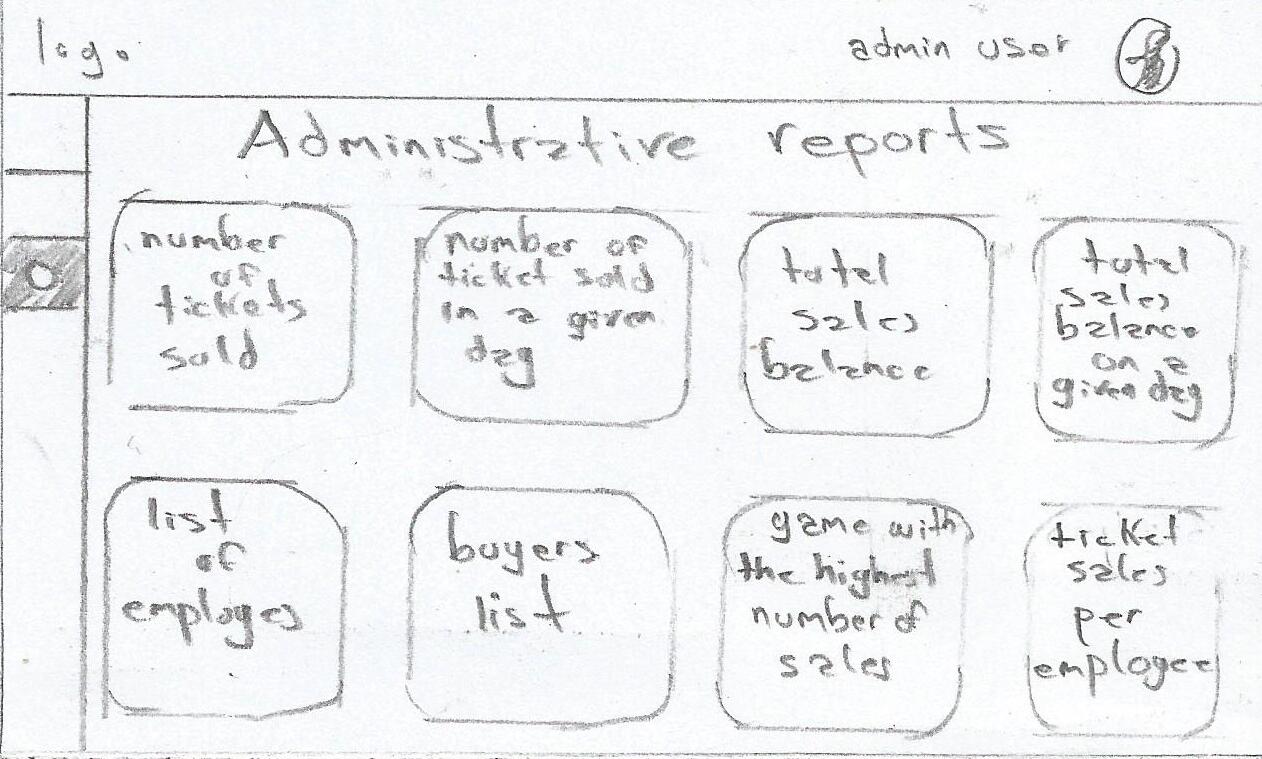 logo
admin user
Administrative reports
number
of
tickets
sold
number of
ticket sold
in a given
day
total
sales
balance
total
sales
balance
on a
given day
list
of
employes
buyers
list
game with
the highest
number of
sales
ticket
sales
per
employee